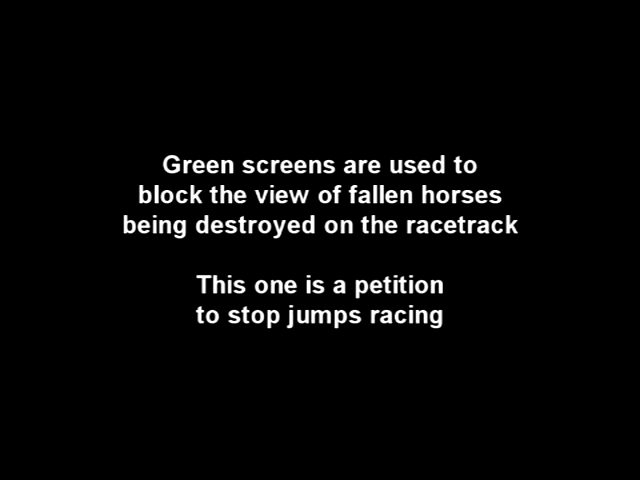 Green screens are used to
block the view of fallen horses
being destroyed on the racetrack
This one is a petition
to stop jumps racing